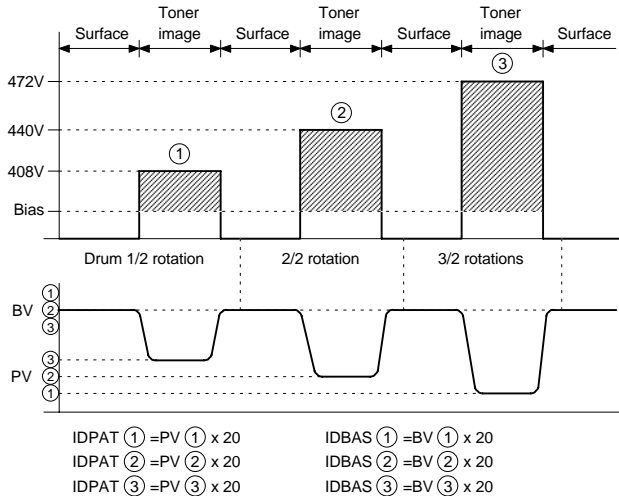 Toner image Toner image Toner image
Surface Surface Surface Surface
472V
③
440V
②
408V
①
Bias
Drum 1/2 rotation 2/2 rotation 3/2 rotations
①
BV ②
③
③
PV ②
①
IDPAT ① =PV ① x 20 IDBAS ① =BV ① x 20
IDPAT ② =PV ② x 20 IDBAS ② =BV ② x 20
IDPAT ③ =PV ③ x 20 IDBAS ③ =BV ③ x 20